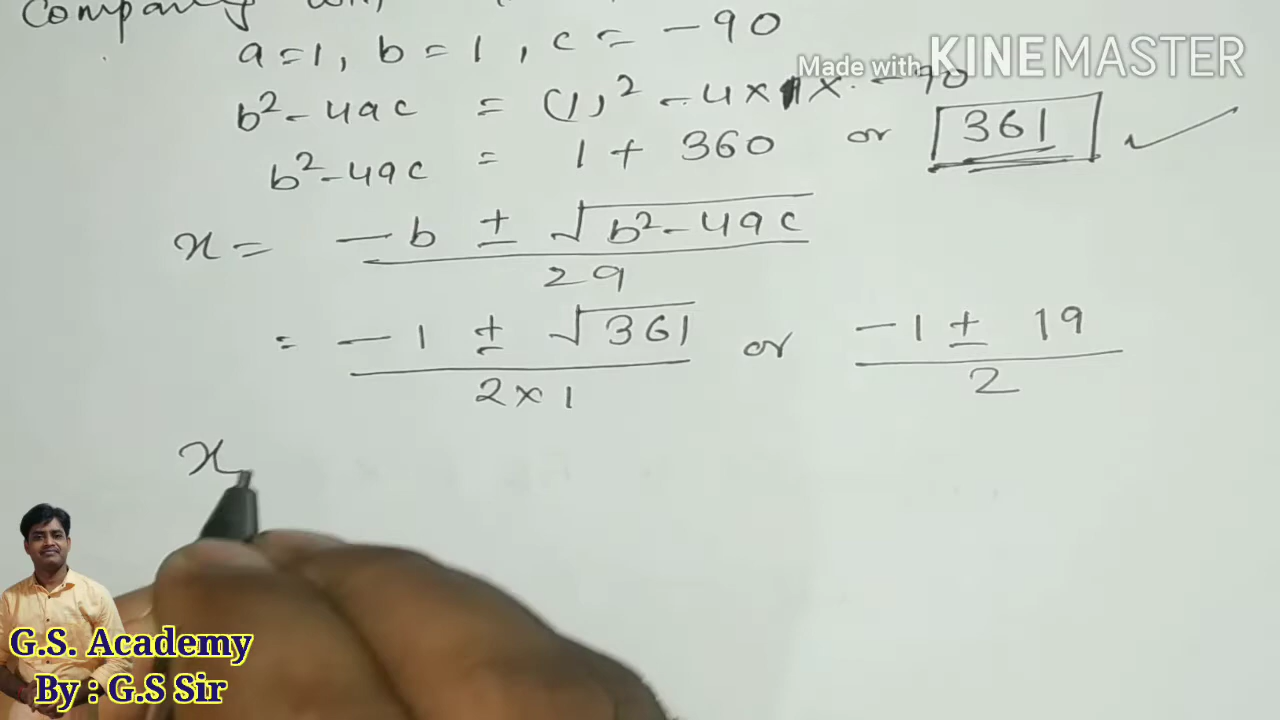 Company
a=1, b=1, c= -90
Made with KINEMASTER
b²-4ac = (1)² -4×1×-90
b²-4ac = 1+360 or 361
x= -b ± √b²-4ac
2a
= -1 ± √361 or -1 ± 19
2×1 2
x
G.S. Academy
By : G.S Sir